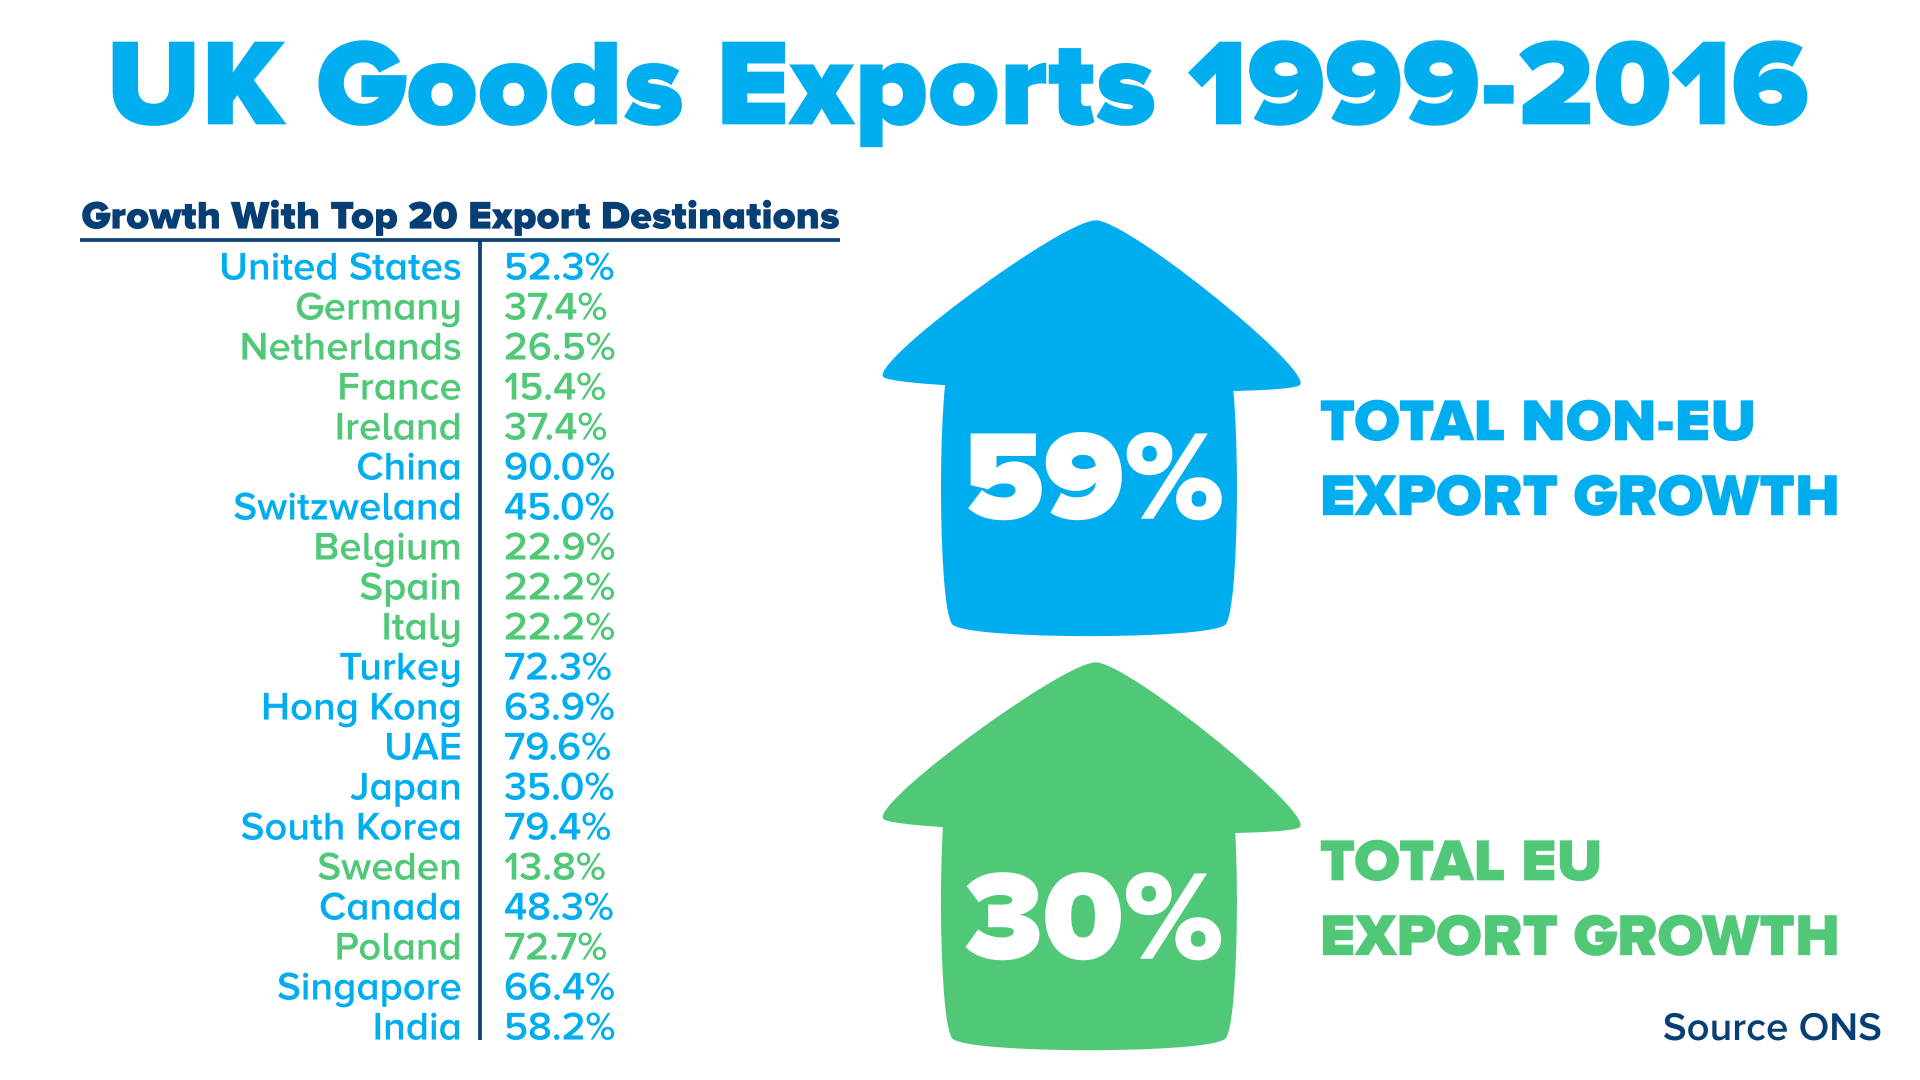 UK Goods Exports 1999-2016
Growth With Top 20 Export Destinations
United States 52.3%
Germany 37.4%
Netherlands 26.5%
France 15.4%
Ireland 37.4%
China 90.0%
Switzweland 45.0%
Belgium 22.9%
Spain 22.2%
Italy 22.2%
Turkey 72.3%
Hong Kong 63.9%
UAE 79.6%
Japan 35.0%
South Korea 79.4%
Sweden 13.8%
Canada 48.3%
Poland 72.7%
Singapore 66.4%
India 58.2%
59%
TOTAL NON-EU
EXPORT GROWTH
30%
TOTAL EU
EXPORT GROWTH
Source ONS